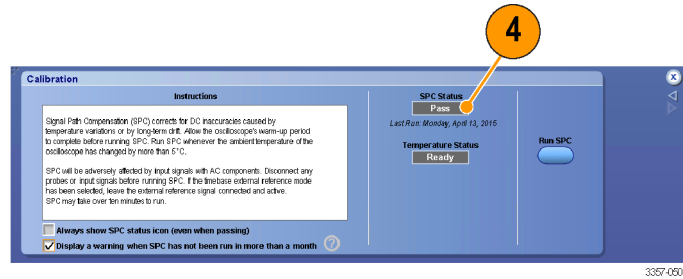 4
Calibration
Instructions
Signal Path Compensation (SPC) corrects for DC inaccuracies caused by
temperature variations or by long-term drift. Allow the oscilloscope's warm-up period
to complete before running SPC. Run SPC whenever the ambient temperature of the
oscilloscope has changed by more than 5°C.
SPC will be adversely affected by input signals with AC components. Disconnect any
probes or input signals before running SPC. If the timebase external reference mode
has been selected, leave the external reference signal connected and active.
SPC may take over ten minutes to run.
Always show SPC status icon (even when passing)
Display a warning when SPC has not been run in more than a month
?
SPC Status
Pass
Last Run: Monday, April 13, 2015
Temperature Status
Ready
Run SPC
x
3357-050